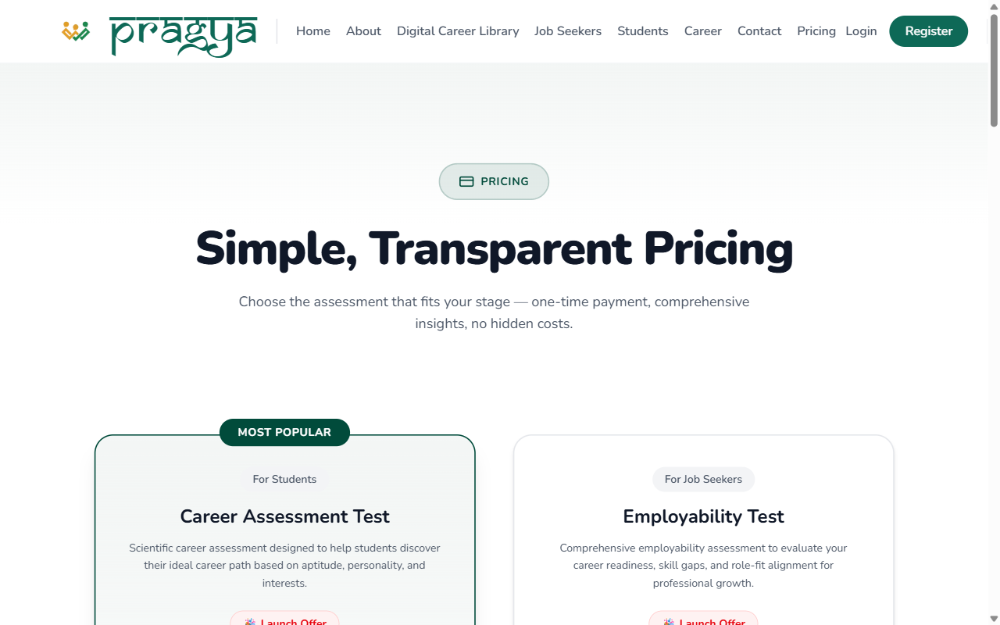 pragya
Home
About
Digital Career Library
Job Seekers
Students
Career
Contact
Pricing
Login
Register
PRICING
Simple, Transparent Pricing
Choose the assessment that fits your stage — one-time payment, comprehensive
insights, no hidden costs.
MOST POPULAR
For Students
Career Assessment Test
Scientific career assessment designed to help students discover
their ideal career path based on aptitude, personality, and
interests.
🎉 Launch Offer
For Job Seekers
Employability Test
Comprehensive employability assessment to evaluate your
career readiness, skill gaps, and role-fit alignment for
professional growth.
🎉 Launch Offer